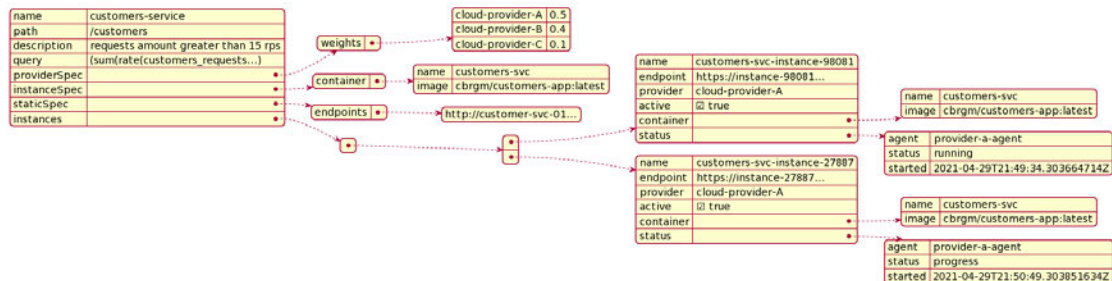 name customers-service
path /customers
description requests amount greater than 15 rps
query (sum(rate(customers_requests...)
providerSpec
instanceSpec
staticSpec
instances
weights
cloud-provider-A 0.5
cloud-provider-B 0.4
cloud-provider-C 0.1
container
name customers-svc
image cbrgm/customers-app:latest
endpoints
http://customer-svc-01...
name customers-svc-instance-98081
endpoint https://instance-98081...
provider cloud-provider-A
active ☑ true
container
status
name customers-svc
image cbrgm/customers-app:latest
agent provider-a-agent
status running
started 2021-04-29T21:49:34.303664714Z
name customers-svc-instance-27887
endpoint https://instance-27887...
provider cloud-provider-A
active ☑ true
container
status
name customers-svc
image cbrgm/customers-app:latest
agent provider-a-agent
status progress
started 2021-04-29T21:50:49.303851634Z